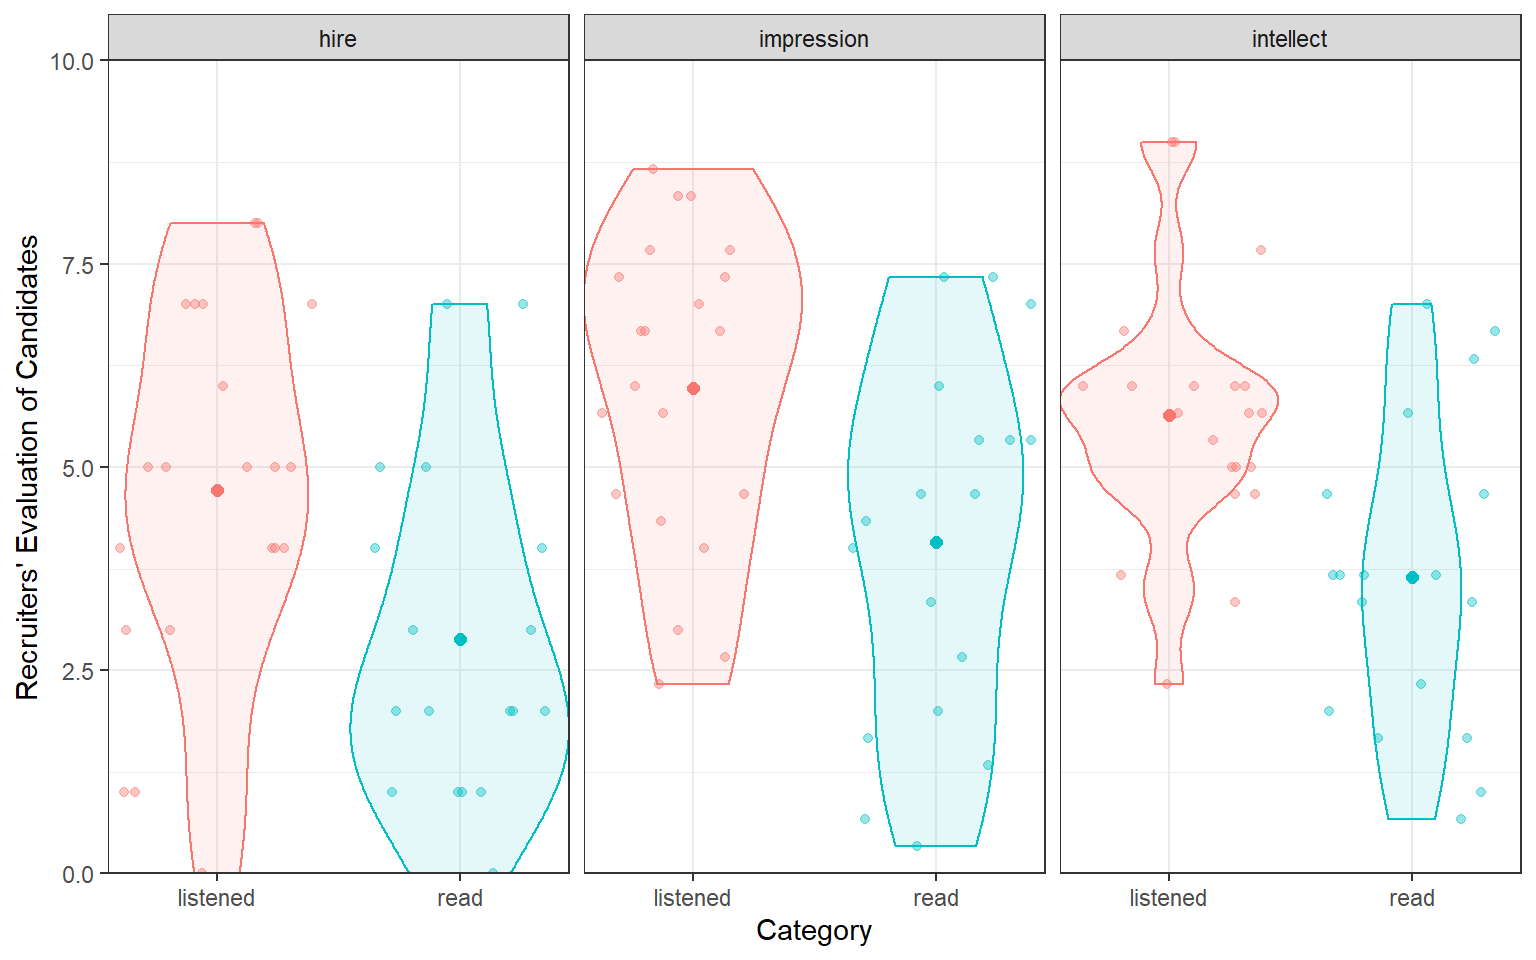 hire impression intellect
10.0
7.5
5.0
2.5
0.0
Recruiters' Evaluation of Candidates
listened read listened read listened read
Category